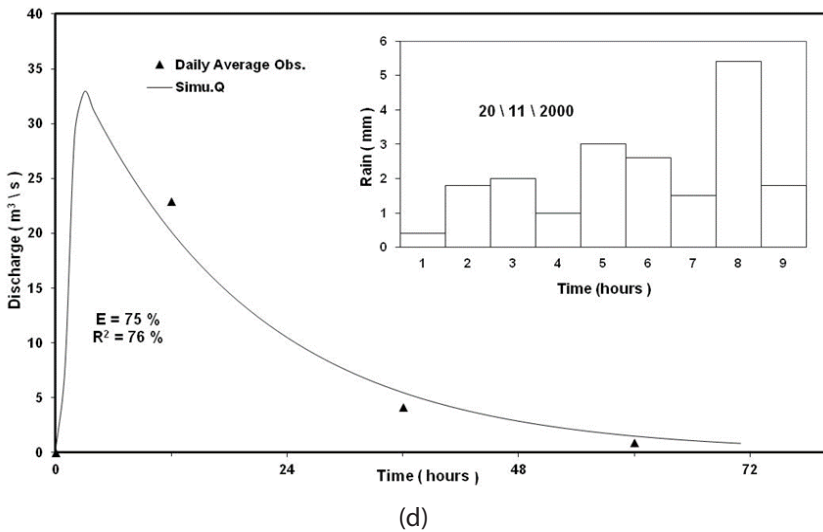 40
35
30
25
20
15
10
5
0
Discharge ( m³ \ s )
Daily Average Obs.
Simu.Q
E = 75 %
R² = 76 %
0 24 48 72
Time ( hours )
6
5
4
3
2
1
0
Rain ( mm )
20 \ 11 \ 2000
1 2 3 4 5 6 7 8 9
Time (hours )
(d)